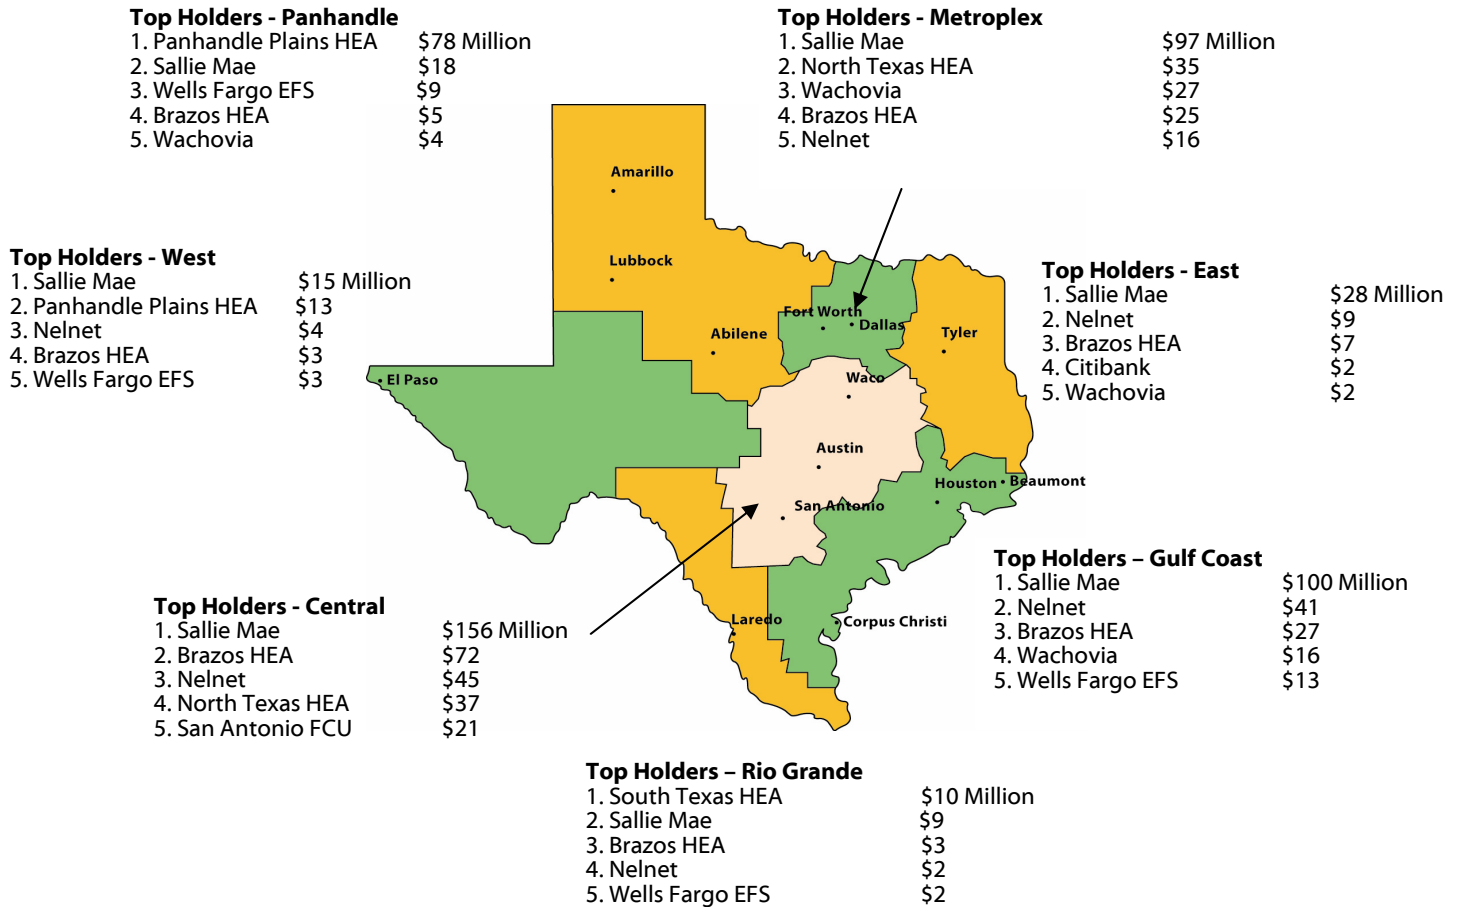 Top Holders - Panhandle
1. Panhandle Plains HEA $78 Million
2. Sallie Mae $18
3. Wells Fargo EFS $9
4. Brazos HEA $5
5. Wachovia $4
Top Holders - Metroplex
1. Sallie Mae $97 Million
2. North Texas HEA $35
3. Wachovia $27
4. Brazos HEA $25
5. Nelnet $16
Top Holders - West
1. Sallie Mae $15 Million
2. Panhandle Plains HEA $13
3. Nelnet $4
4. Brazos HEA $3
5. Wells Fargo EFS $3
Top Holders - East
1. Sallie Mae $28 Million
2. Nelnet $9
3. Brazos HEA $7
4. Citibank $2
5. Wachovia $2
Amarillo
Lubbock
Fort Worth
Dallas
Abilene
Tyler
El Paso
Waco
Austin
Houston
Beaumont
San Antonio
Laredo
Corpus Christi
Top Holders – Gulf Coast
1. Sallie Mae $100 Million
2. Nelnet $41
3. Brazos HEA $27
4. Wachovia $16
5. Wells Fargo EFS $13
Top Holders - Central
1. Sallie Mae $156 Million
2. Brazos HEA $72
3. Nelnet $45
4. North Texas HEA $37
5. San Antonio FCU $21
Top Holders – Rio Grande
1. South Texas HEA $10 Million
2. Sallie Mae $9
3. Brazos HEA $3
4. Nelnet $2
5. Wells Fargo EFS $2